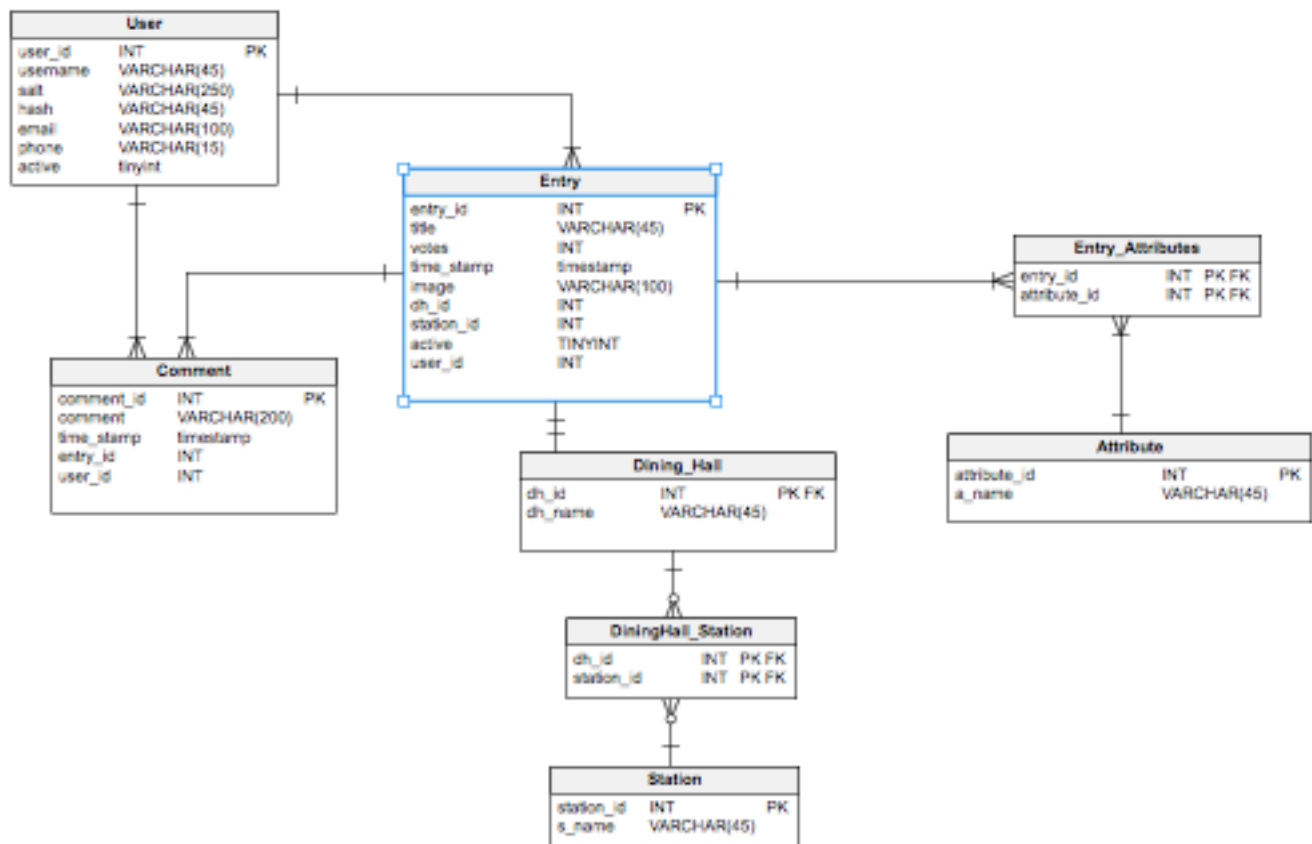 User
user_id INT PK
username VARCHAR(45)
salt VARCHAR(250)
hash VARCHAR(45)
email VARCHAR(100)
phone VARCHAR(15)
active tinyint
Entry
entry_id INT PK
title VARCHAR(45)
votes INT
time_stamp timestamp
image VARCHAR(100)
dh_id INT
station_id INT
active TINYINT
user_id INT
Entry_Attributes
entry_id INT PK FK
attribute_id INT PK FK
Comment
comment_id INT PK
comment VARCHAR(200)
time_stamp timestamp
entry_id INT
user_id INT
Attribute
attribute_id INT PK
a_name VARCHAR(45)
Dining_Hall
dh_id INT PK FK
dh_name VARCHAR(45)
DiningHall_Station
dh_id INT PK FK
station_id INT PK FK
Station
station_id INT PK
s_name VARCHAR(45)